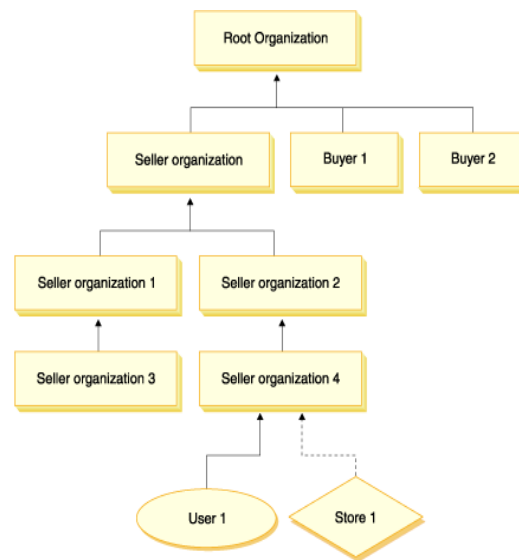 Root Organization
Seller organization
Buyer 1
Buyer 2
Seller organization 1
Seller organization 2
Seller organization 3
Seller organization 4
User 1
Store 1